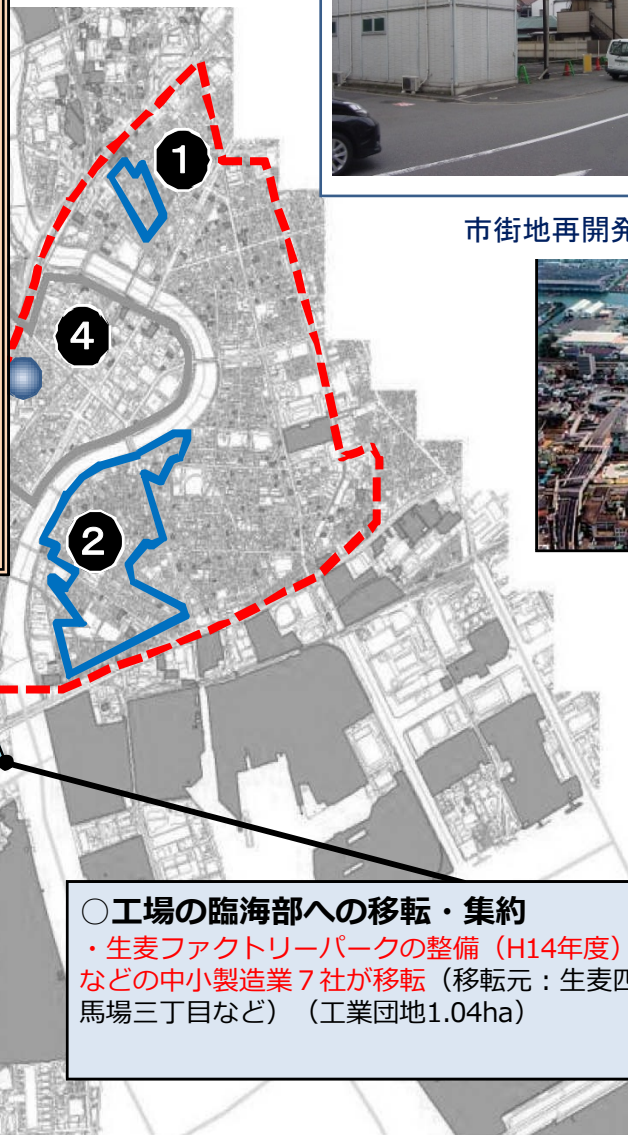 1
市街地再開発
4
2
○工場の臨海部への移転・集約
・生麦ファクトリーパークの整備（H14年度）
などの中小製造業７社が移転（移転元：生麦四
馬場三丁目など）（工業団地1.04ha）